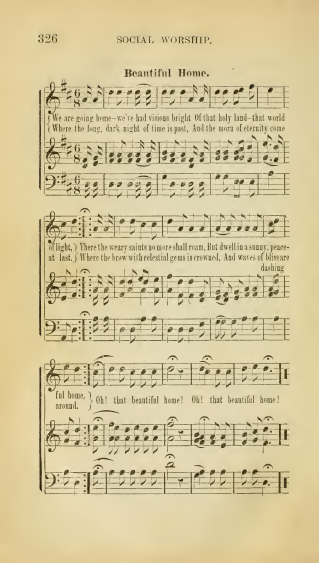 326 SOCIAL WORSHIP.
Beautiful Home.
We are going home—we're had visions bright Of that holy land—that world
Where the long, dark night of time is past, And the morn of eternity come
of light, There the weary saints no more shall roam, But dwell in a sunny, peace-
at last, Where the brow with celestial gems is crowned, And waves of bliss are
dashing
ful home, Oh! that beautiful home! Oh! that beautiful home!
around.